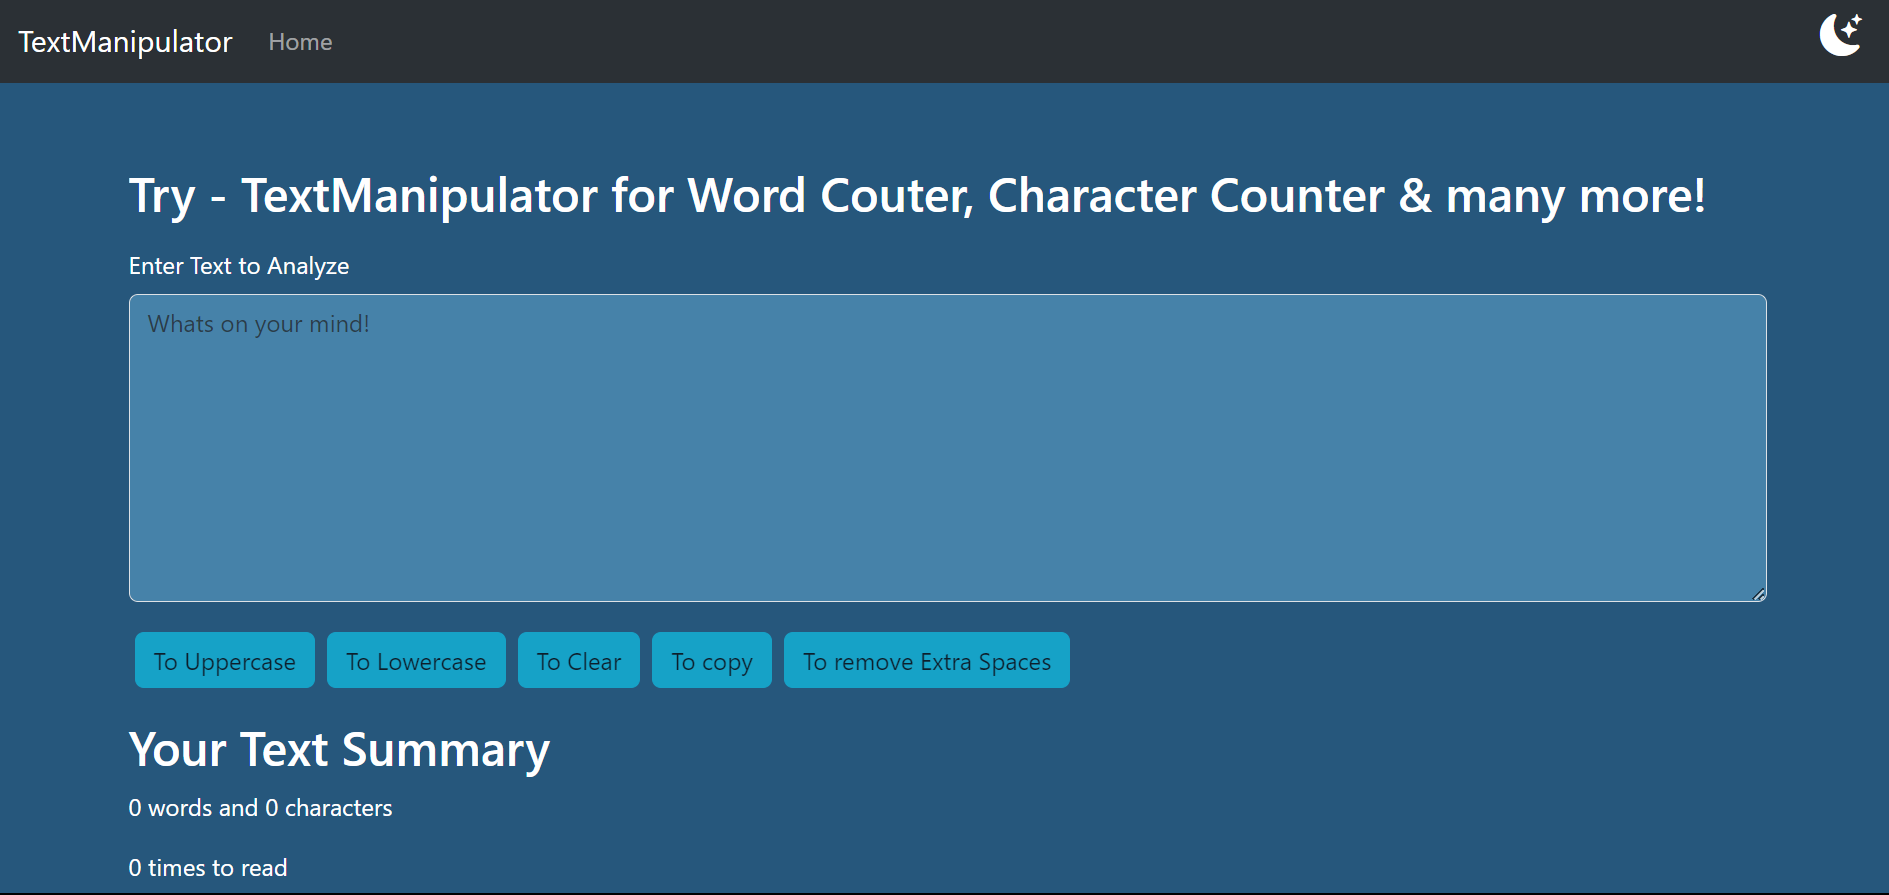 TextManipulator Home
Try - TextManipulator for Word Couter, Character Counter & many more!
Enter Text to Analyze
Whats on your mind!
To Uppercase To Lowercase To Clear To copy To remove Extra Spaces
Your Text Summary
0 words and 0 characters
0 times to read